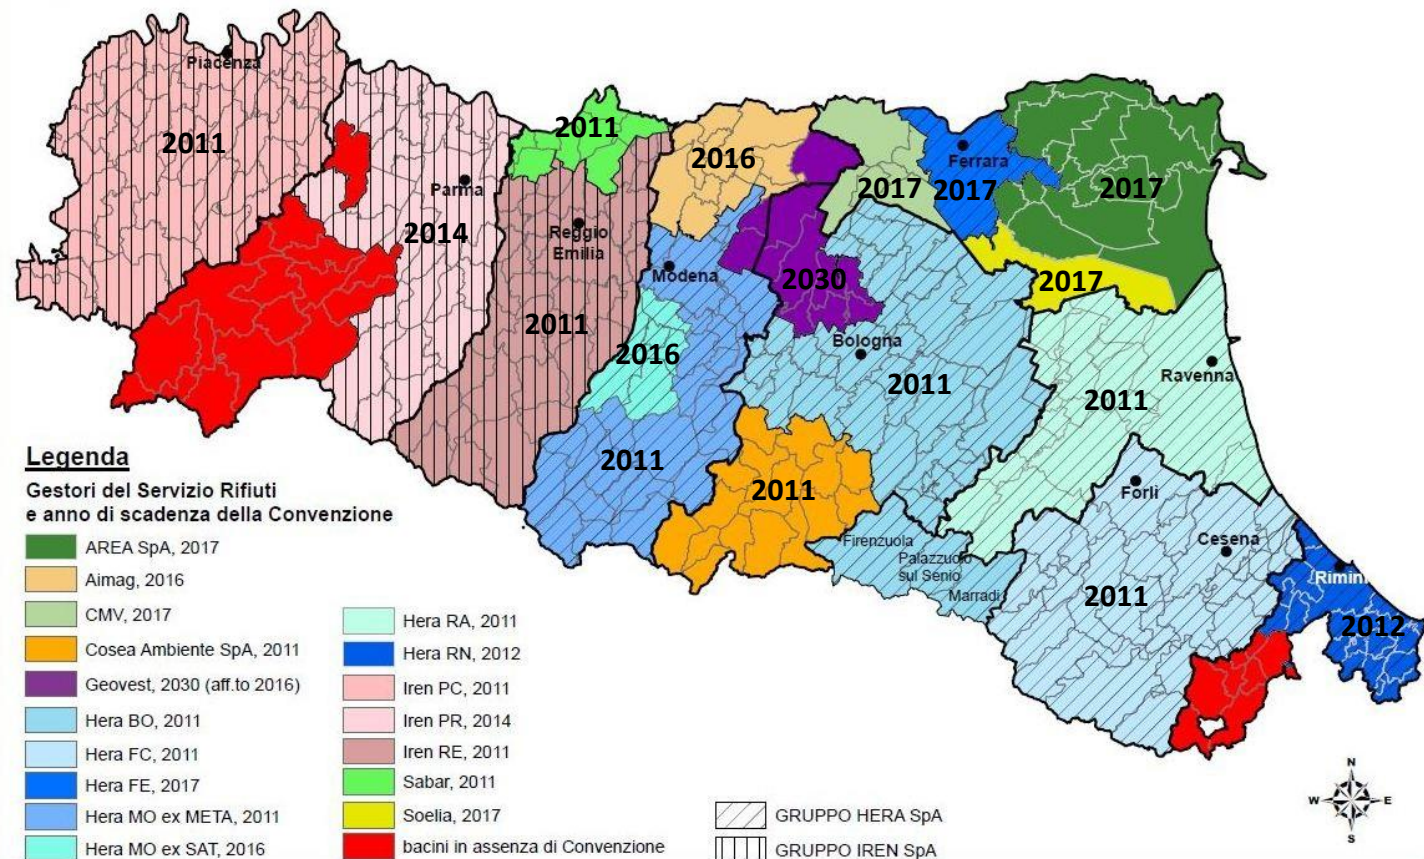 Piacenza
2011
2011
Parma
2014
Reggio
Emilia
2011
2016
Modena
2016
2011
2030
2017
Ferrara
2017
2017
2017
Bologna
2011
Ravenna
2011
2011
Forlì
Cesena
2011
Firenzuola
Palazzuolo
sul Senio
Marradi
Rimini
2012
Legenda
Gestori del Servizio Rifiuti
e anno di scadenza della Convenzione
AREA SpA, 2017
Aimag, 2016
CMV, 2017
Cosea Ambiente SpA, 2011
Geovest, 2030 (aff.to 2016)
Hera BO, 2011
Hera FC, 2011
Hera FE, 2017
Hera MO ex META, 2011
Hera MO ex SAT, 2016
Hera RA, 2011
Hera RN, 2012
Iren PC, 2011
Iren PR, 2014
Iren RE, 2011
Sabar, 2011
Soelia, 2017
bacini in assenza di Convenzione
GRUPPO HERA SpA
GRUPPO IREN SpA
N
W E
S